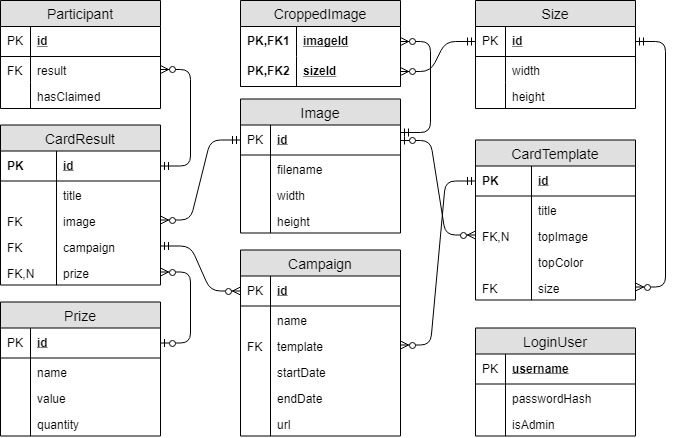 Participant
PK id
FK result
hasClaimed
CardResult
PK id
title
FK image
FK campaign
FK,N prize
Prize
PK id
name
value
quantity
CroppedImage
PK,FK1 imageId
PK,FK2 sizeId
Image
PK id
filename
width
height
Campaign
PK id
name
FK template
startDate
endDate
url
Size
PK id
width
height
CardTemplate
PK id
title
FK,N topImage
topColor
FK size
LoginUser
PK username
passwordHash
isAdmin